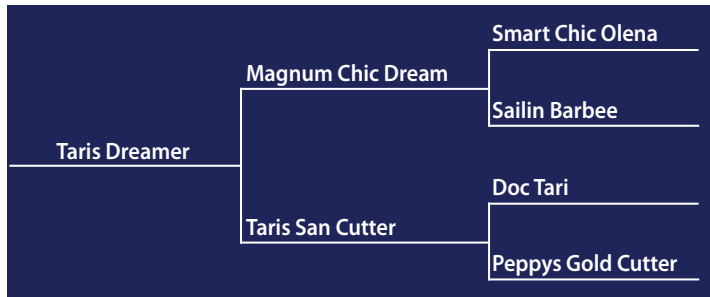 Smart Chic Olena
Magnum Chic Dream
Sailin Barbee
Taris Dreamer
Doc Tari
Taris San Cutter
Peppys Gold Cutter